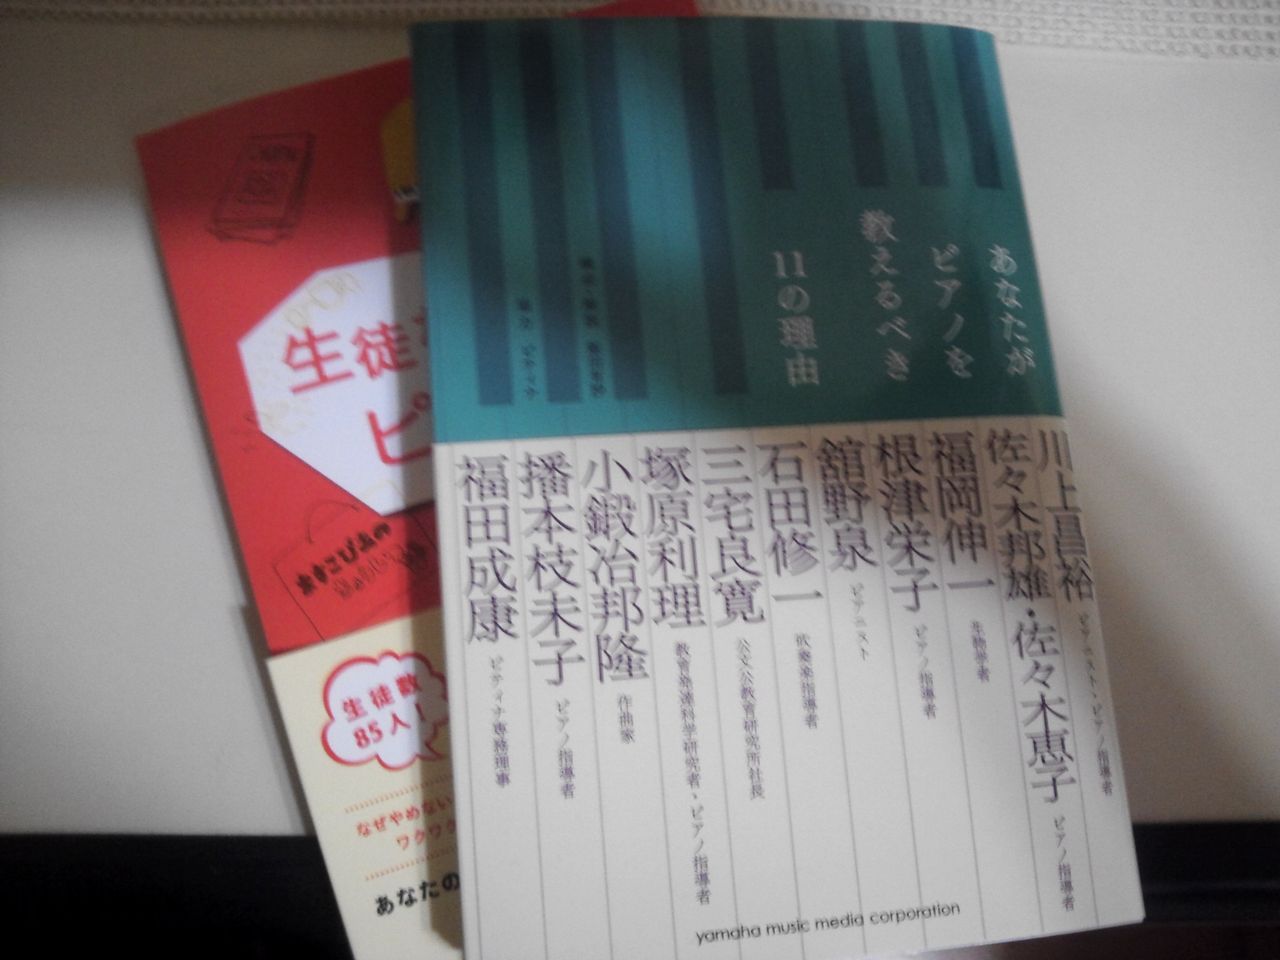 あなたが
ピアノを
教えるべき
11の理由
川上昌裕 ピアニスト・ピアノ指導者
佐々木邦雄・佐々木恵子 ピアノ指導者
福岡伸一 生物学者
根津栄子 ピアノ指導者
舘野泉 ピアニスト
石田修一 吹奏楽指導者
三宅良寛 公文公教育研究所社長
塚原利理 教育発達科学研究者・ピアノ指導者
小鍛冶邦隆 作曲家
播本枝未子 ピアノ指導者
福田成康 ピティナ専務理事
yamaha music media corporation
生徒
ピ
生徒数
85人!
なぜやめない
ワクワク
あなたの